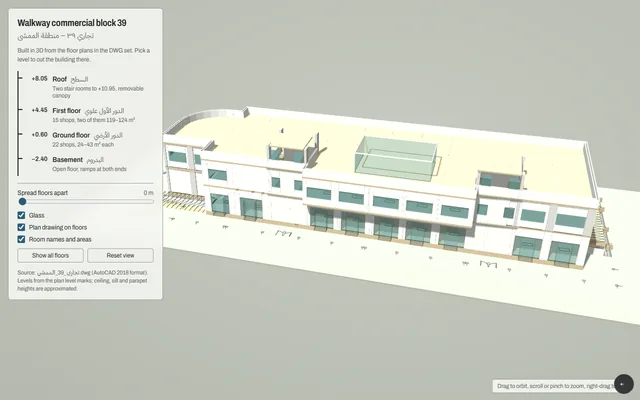 Walkway commercial block 39
تجاري ٣٩ – منطقة الممشى
Built in 3D from the floor plans in the DWG set. Pick a
level to cut the building there.
+8.05 Roof السطح
Two stair rooms to +10.95, removable
canopy
+4.45 First floor الدور الأول علوي
15 shops, two of them 119–124 m²
+0.60 Ground floor الدور الأرضي
22 shops, 24–43 m² each
−2.40 Basement البدروم
Open floor, ramps at both ends
Spread floors apart 0 m
Glass
Plan drawing on floors
Room names and areas
Show all floors Reset view
Source: تجاري_39_الممشي.dwg (AutoCAD 2018 format).
Levels from the plan level marks; ceiling, sill and parapet
heights are approximated.
Drag to orbit, scroll or pinch to zoom, right-drag